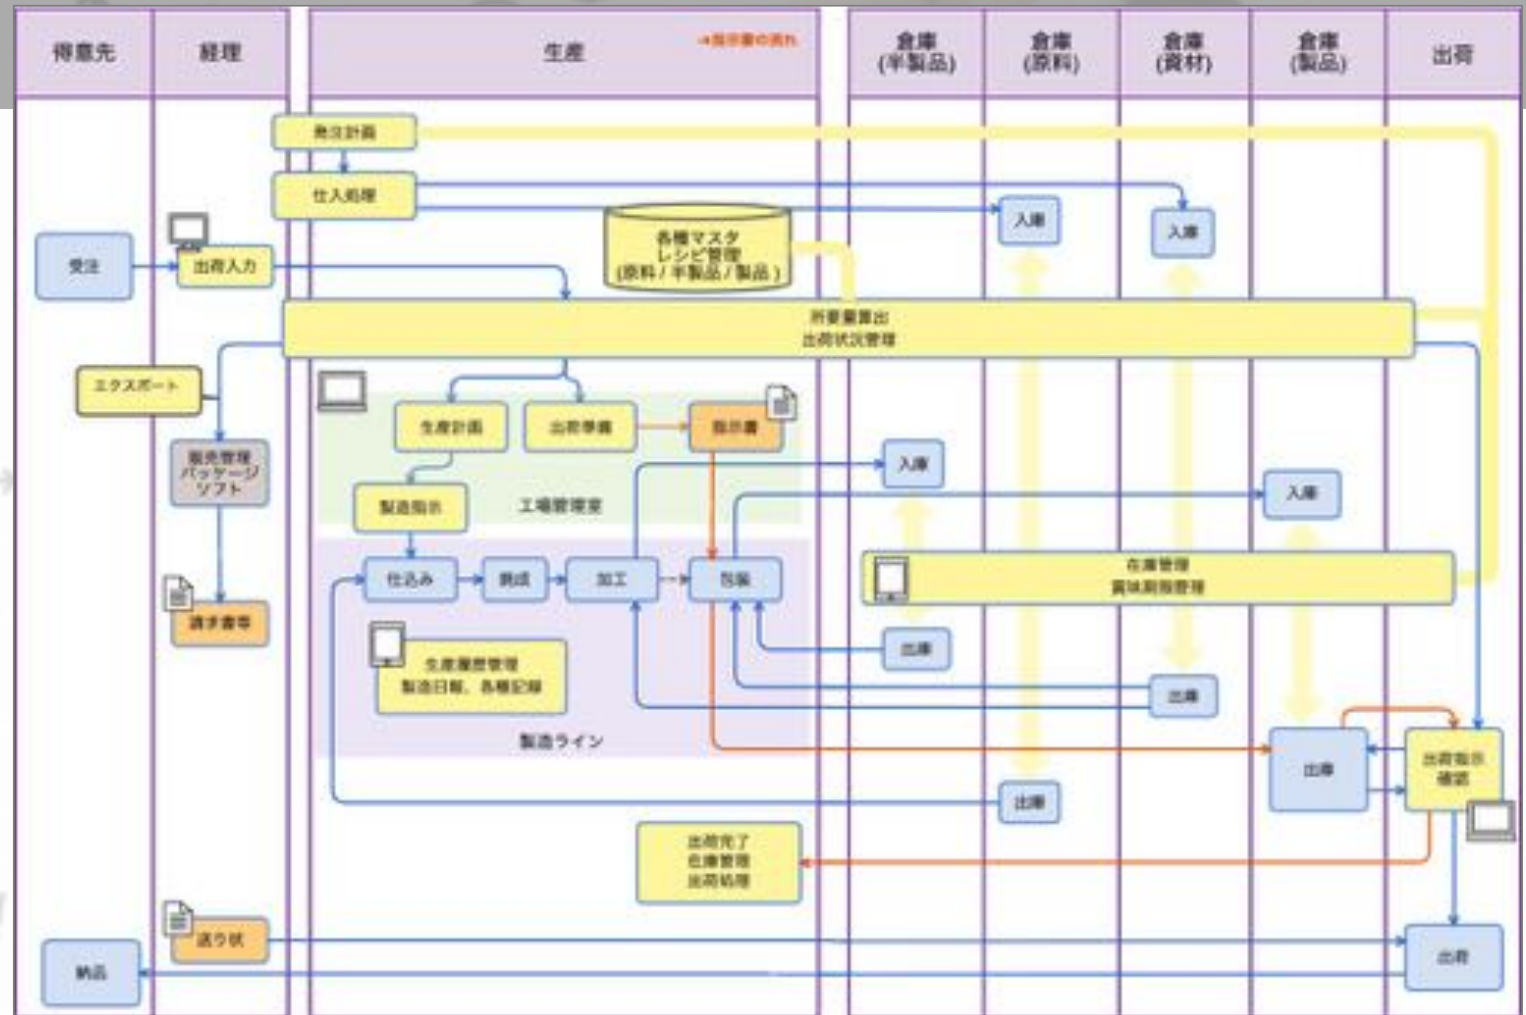 得意先
経理
生産
→指示書の流れ
倉庫
(半製品)
倉庫
(原料)
倉庫
(資材)
倉庫
(製品)
出荷
発注計画
仕入処理
入庫
入庫
各種マスタ
レシピ管理
(原料 / 半製品 / 製品 )
受注
出荷入力
所要量算出
出荷状況管理
エクスポート
生産計画
出荷準備
指示書
販売管理
パッケージ
ソフト
入庫
入庫
製造指示
工場管理室
仕込み
焼成
加工
包装
在庫管理
賞味期限管理
請求書等
出庫
生産履歴管理
製造日報、各種記録
出庫
製造ライン
出庫
出荷指示
確認
出庫
出荷完了
在庫管理
出荷処理
送り状
納品
出荷